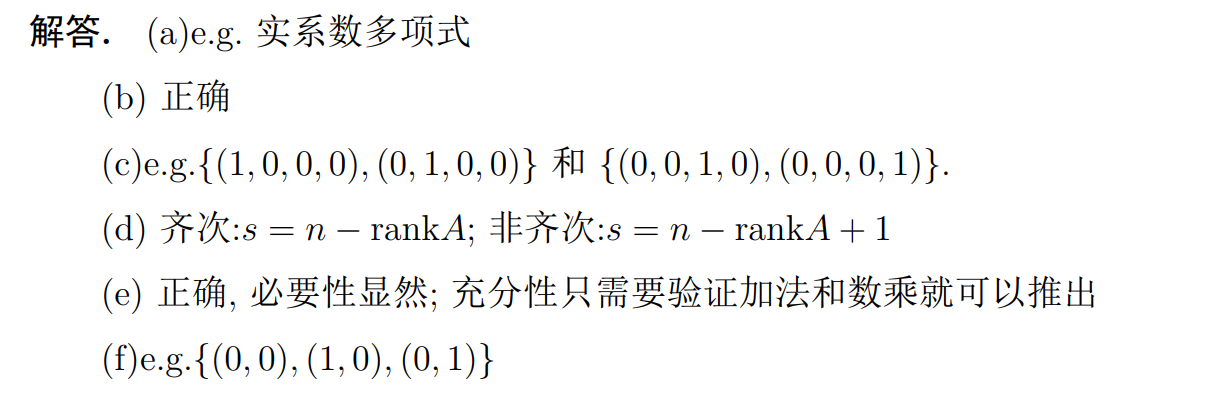 解答. (a)e.g. 实系数多项式
(b) 正确
(c)e.g.{(1, 0, 0, 0), (0, 1, 0, 0)} 和 {(0, 0, 1, 0), (0, 0, 0, 1)}.
(d) 齐次:s = n − rankA; 非齐次:s = n − rankA + 1
(e) 正确, 必要性显然; 充分性只需要验证加法和数乘就可以推出
(f)e.g.{(0, 0), (1, 0), (0, 1)}